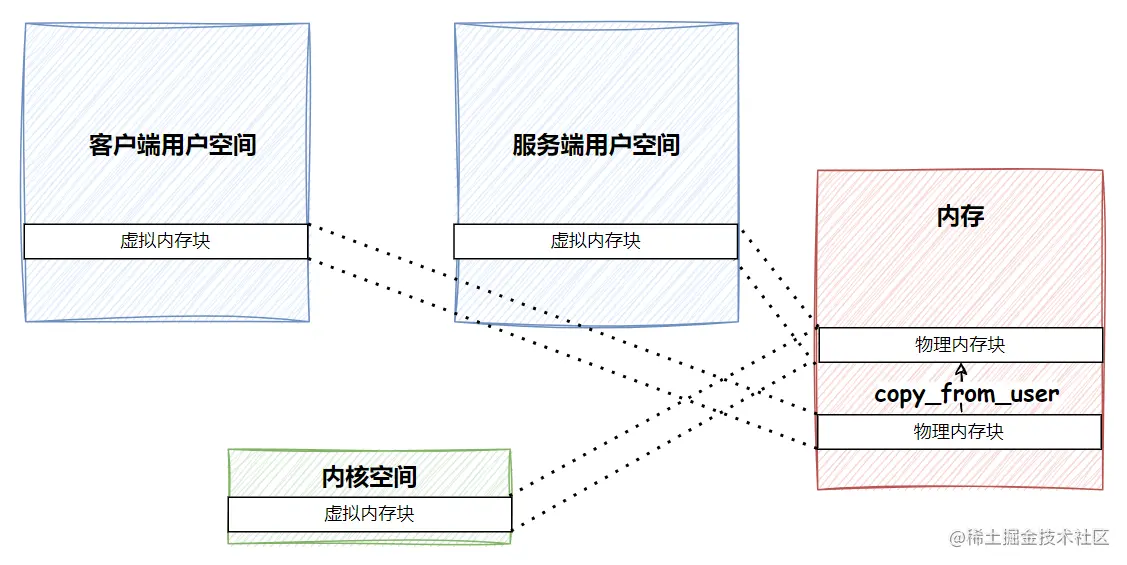 客户端用户空间
服务端用户空间
内存
虚拟内存块
虚拟内存块
物理内存块
copy_from_user
物理内存块
内核空间
虚拟内存块
@稀土掘金技术社区